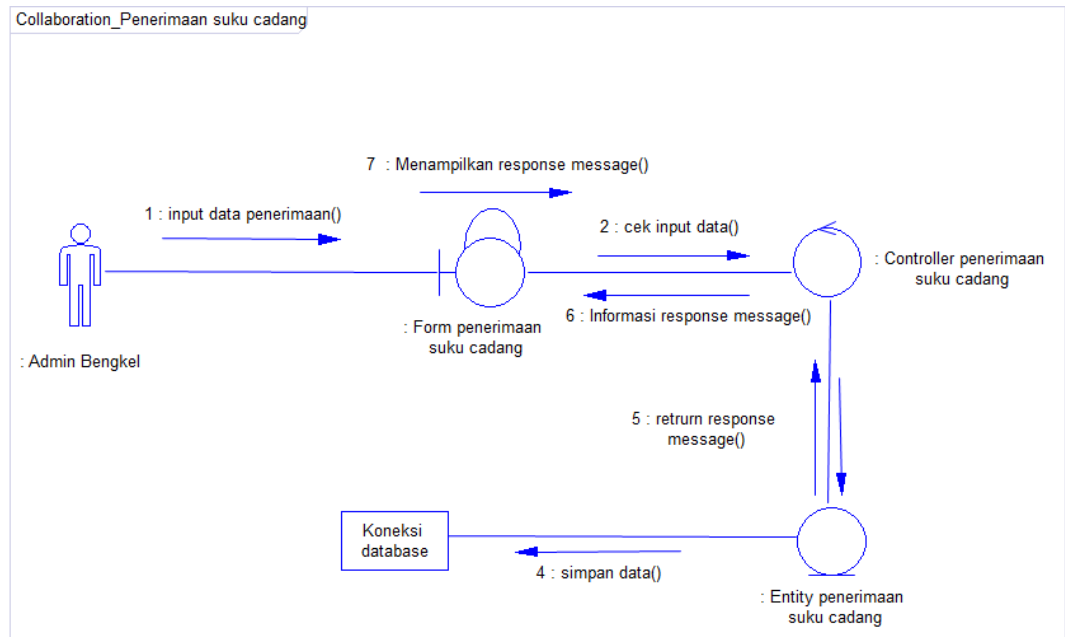 Collaboration_Penerimaan suku cadang
7 : Menampilkan response message()
1 : input data penerimaan()
2 : cek input data()
: Controller penerimaan
suku cadang
6 : Informasi response message()
: Form penerimaan
suku cadang
: Admin Bengkel
5 : retrurn response
message()
Koneksi
database
4 : simpan data()
: Entity penerimaan
suku cadang